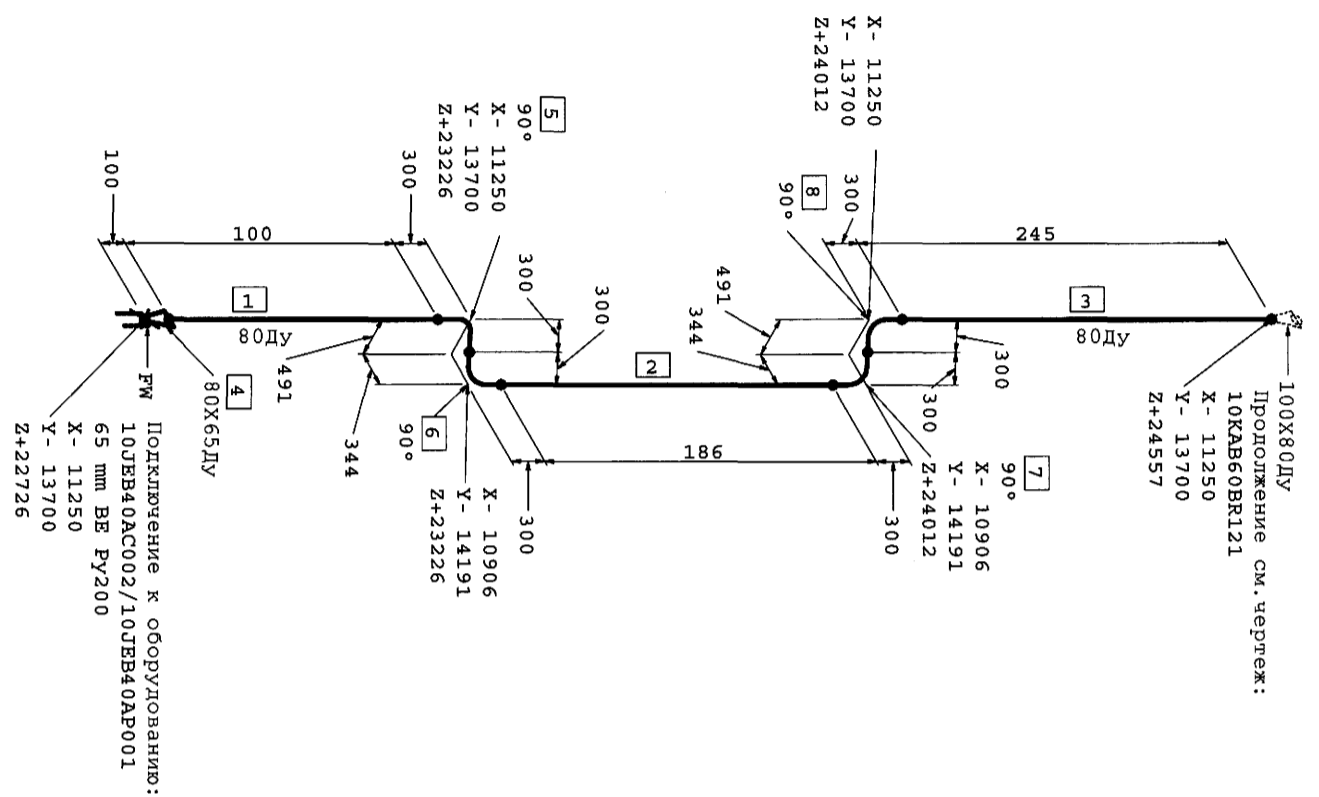 X- 11250
Y- 13700
Z+24012
5
90°
X- 11250
Y- 13700
Z+23226
8
90°
300
100
300
100
245
300
300
491
344
1
80Ду
2
3
80Ду
300
300
491
344
FW
4
80Х65Ду
6
90°
186
300
300
7
90°
X- 10906
Y- 14191
Z+24012
X- 10906
Y- 14191
Z+23226
100Х80Ду
Продолжение см.чертеж:
10KAB60BR121
X- 11250
Y- 13700
Z+24557
Подключение к оборудованию:
10JEB40AC002/10JEB40AP001
65 mm BE Ру200
X- 11250
Y- 13700
Z+22726